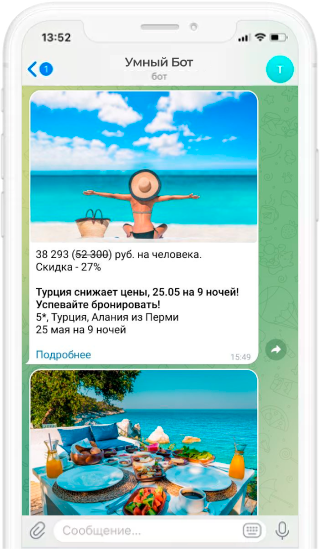 13:52
1
Умный Бот
бот
Т
38 293 (52 300) руб. на человека.
Скидка - 27%
Турция снижает цены, 25.05 на 9 ночей!
Успевайте бронировать!
5*, Турция, Алания из Перми
25 мая на 9 ночей
Подробнее
15:49
Сообщение...